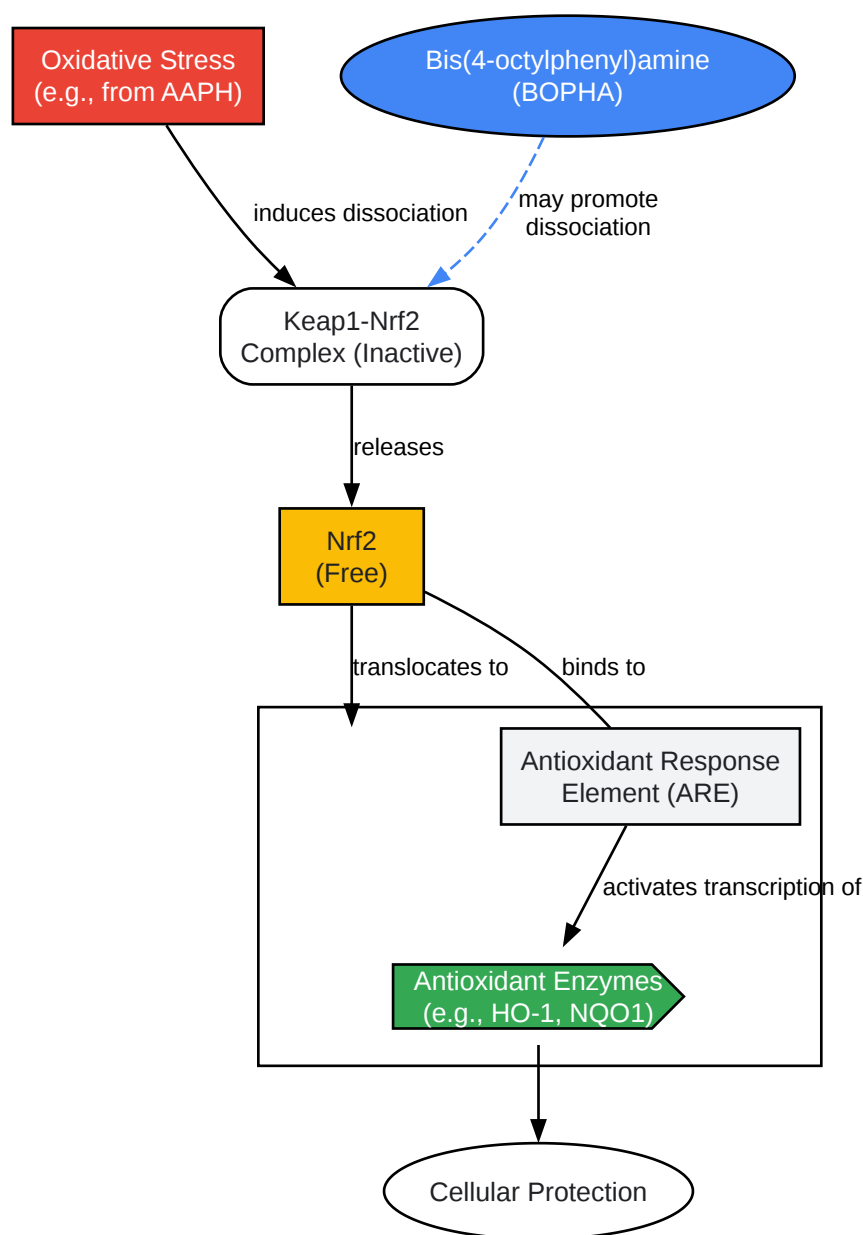 Oxidative Stress
(e.g., from AAPH)
Bis(4-octylphenyl)amine
(BOPHA)
induces dissociation
may promote
dissociation
Keap1-Nrf2
Complex (Inactive)
releases
Nrf2
(Free)
translocates to
binds to
Antioxidant Response
Element (ARE)
activates transcription of
Antioxidant Enzymes
(e.g., HO-1, NQO1)
Cellular Protection